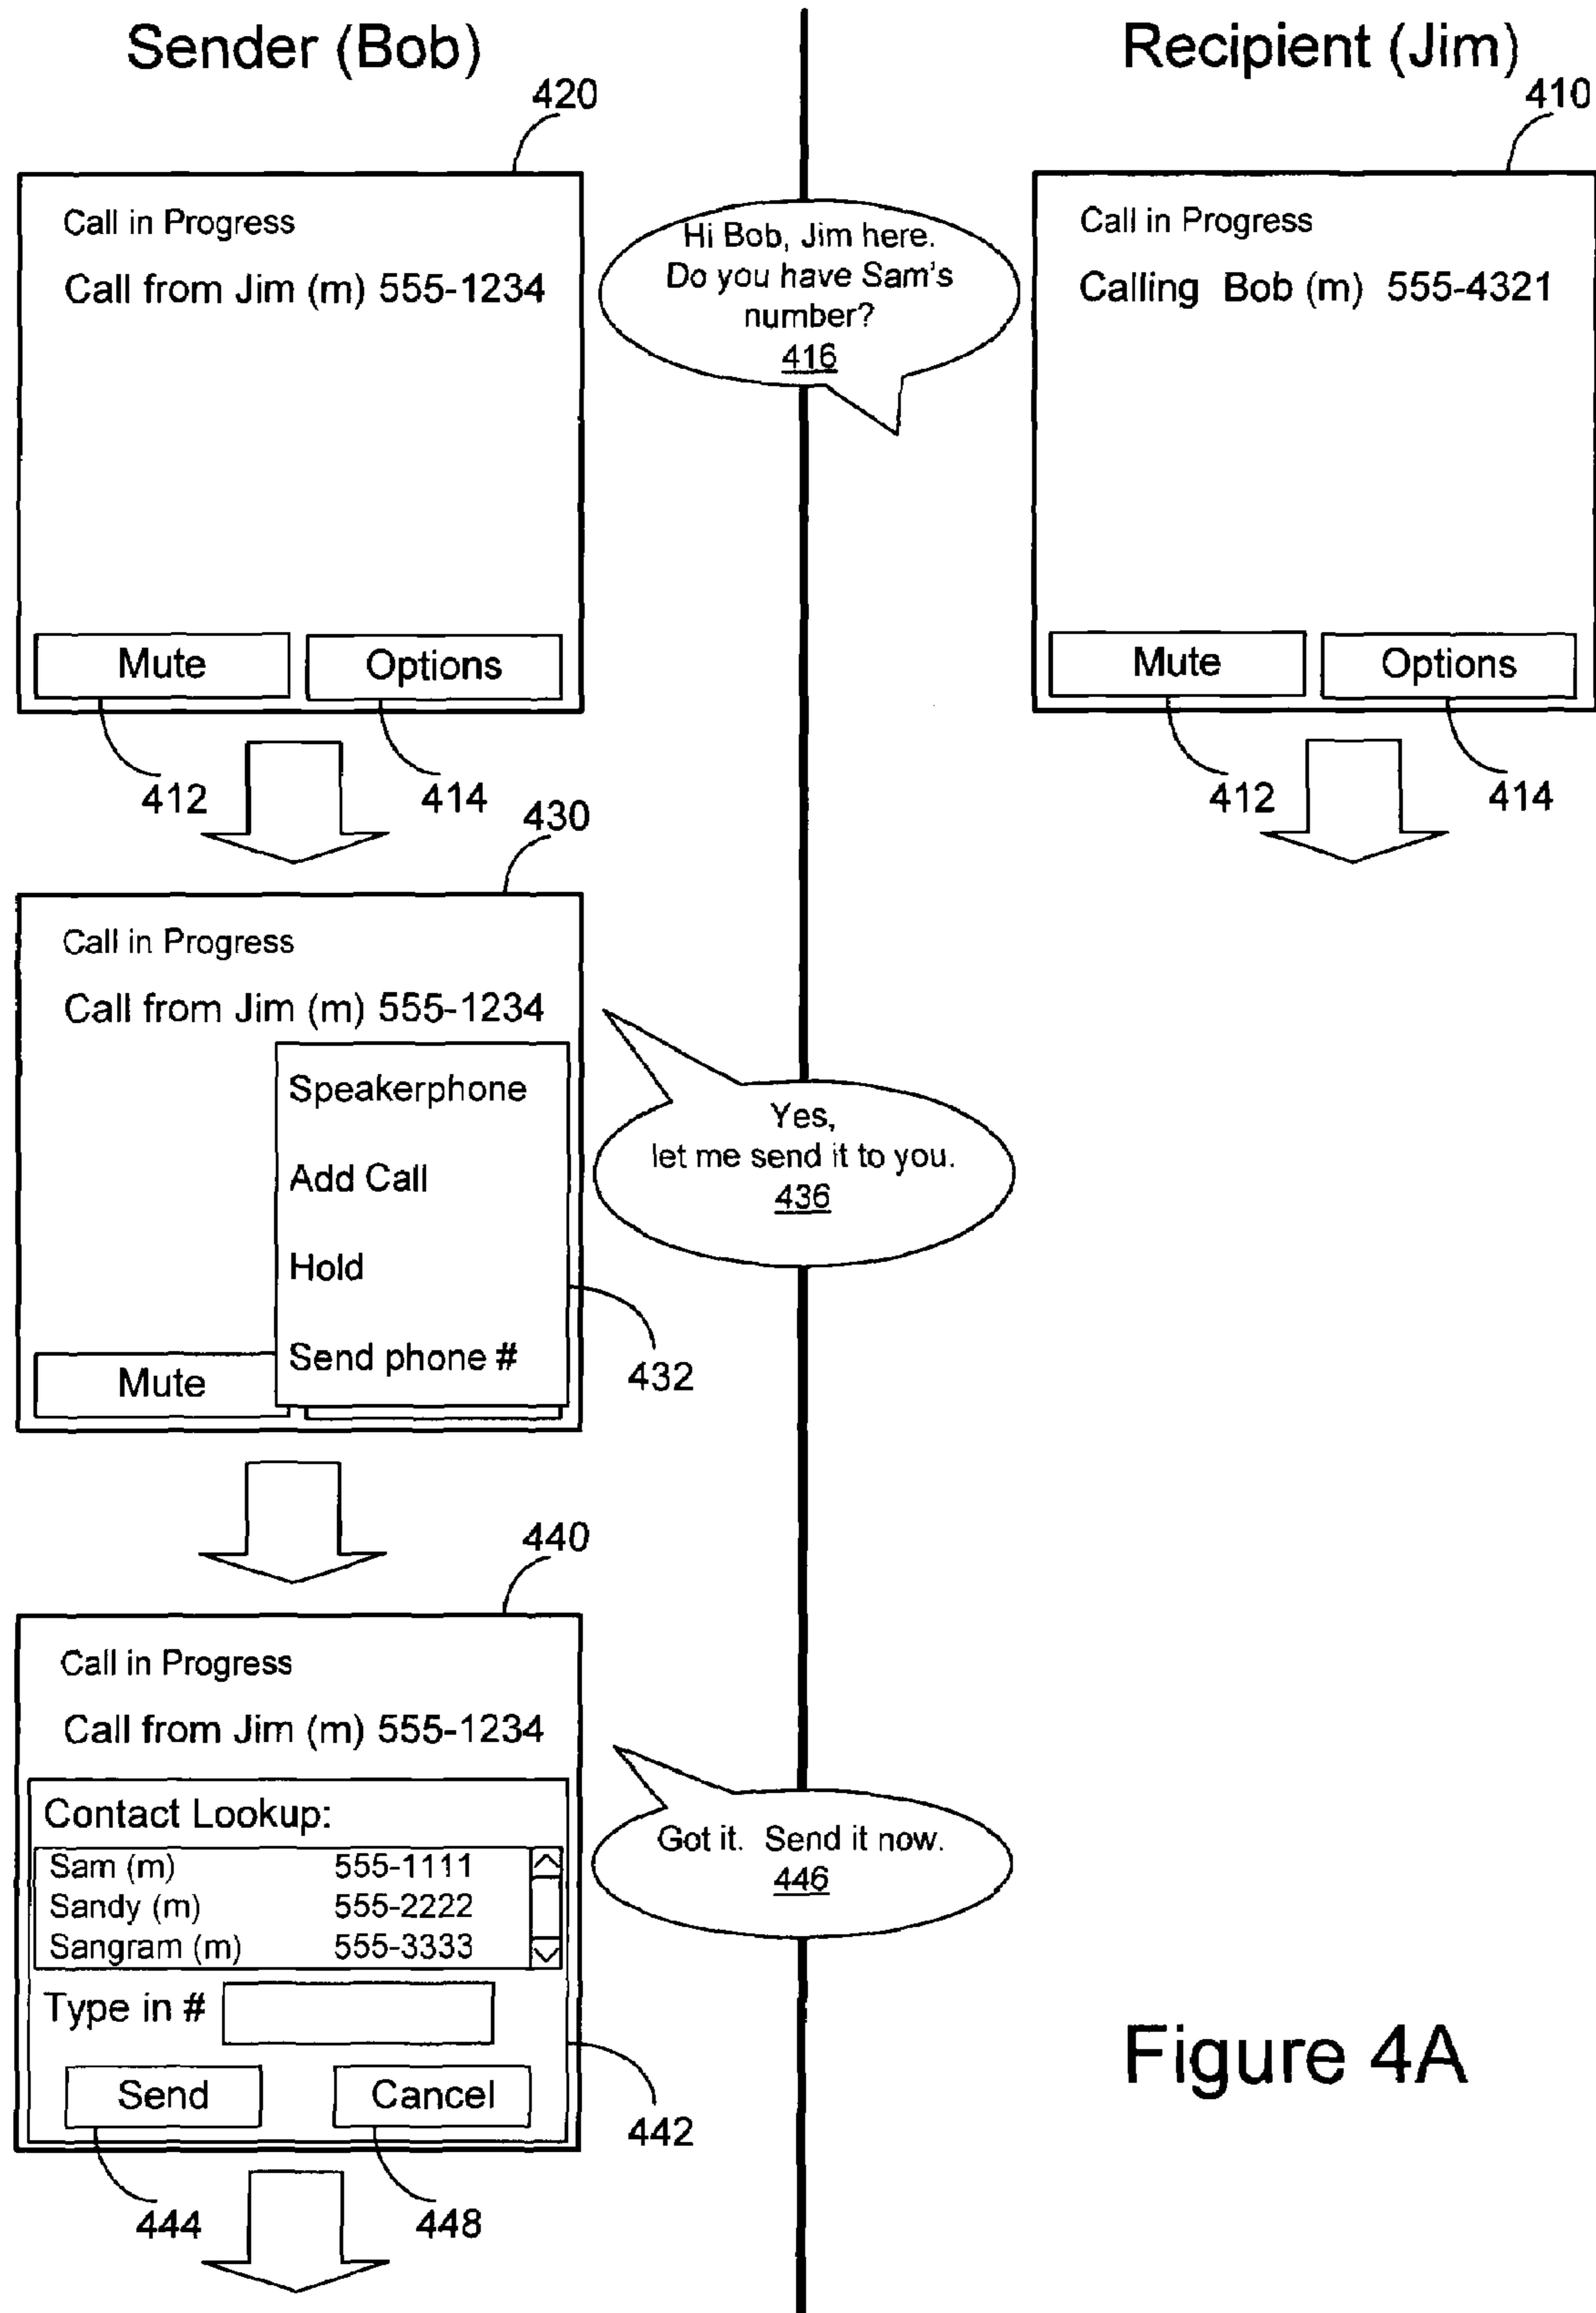 Sender (Bob)
Recipient (Jim)
420
410
Call in Progress
Call from Jim (m) 555-1234
Hi Bob, Jim here.
Do you have Sam's
number?
416
Call in Progress
Calling Bob (m) 555-4321
Mute
Options
Mute
Options
412
414
412
414
430
Call in Progress
Call from Jim (m) 555-1234
Speakerphone
Add Call
Hold
Send phone #
Mute
432
Yes,
let me send it to you.
436
440
Call in Progress
Call from Jim (m) 555-1234
Contact Lookup:
Sam (m) 555-1111
Sandy (m) 555-2222
Sangram (m) 555-3333
Type in #
Send
Cancel
442
444
448
Got it. Send it now.
446
Figure 4A